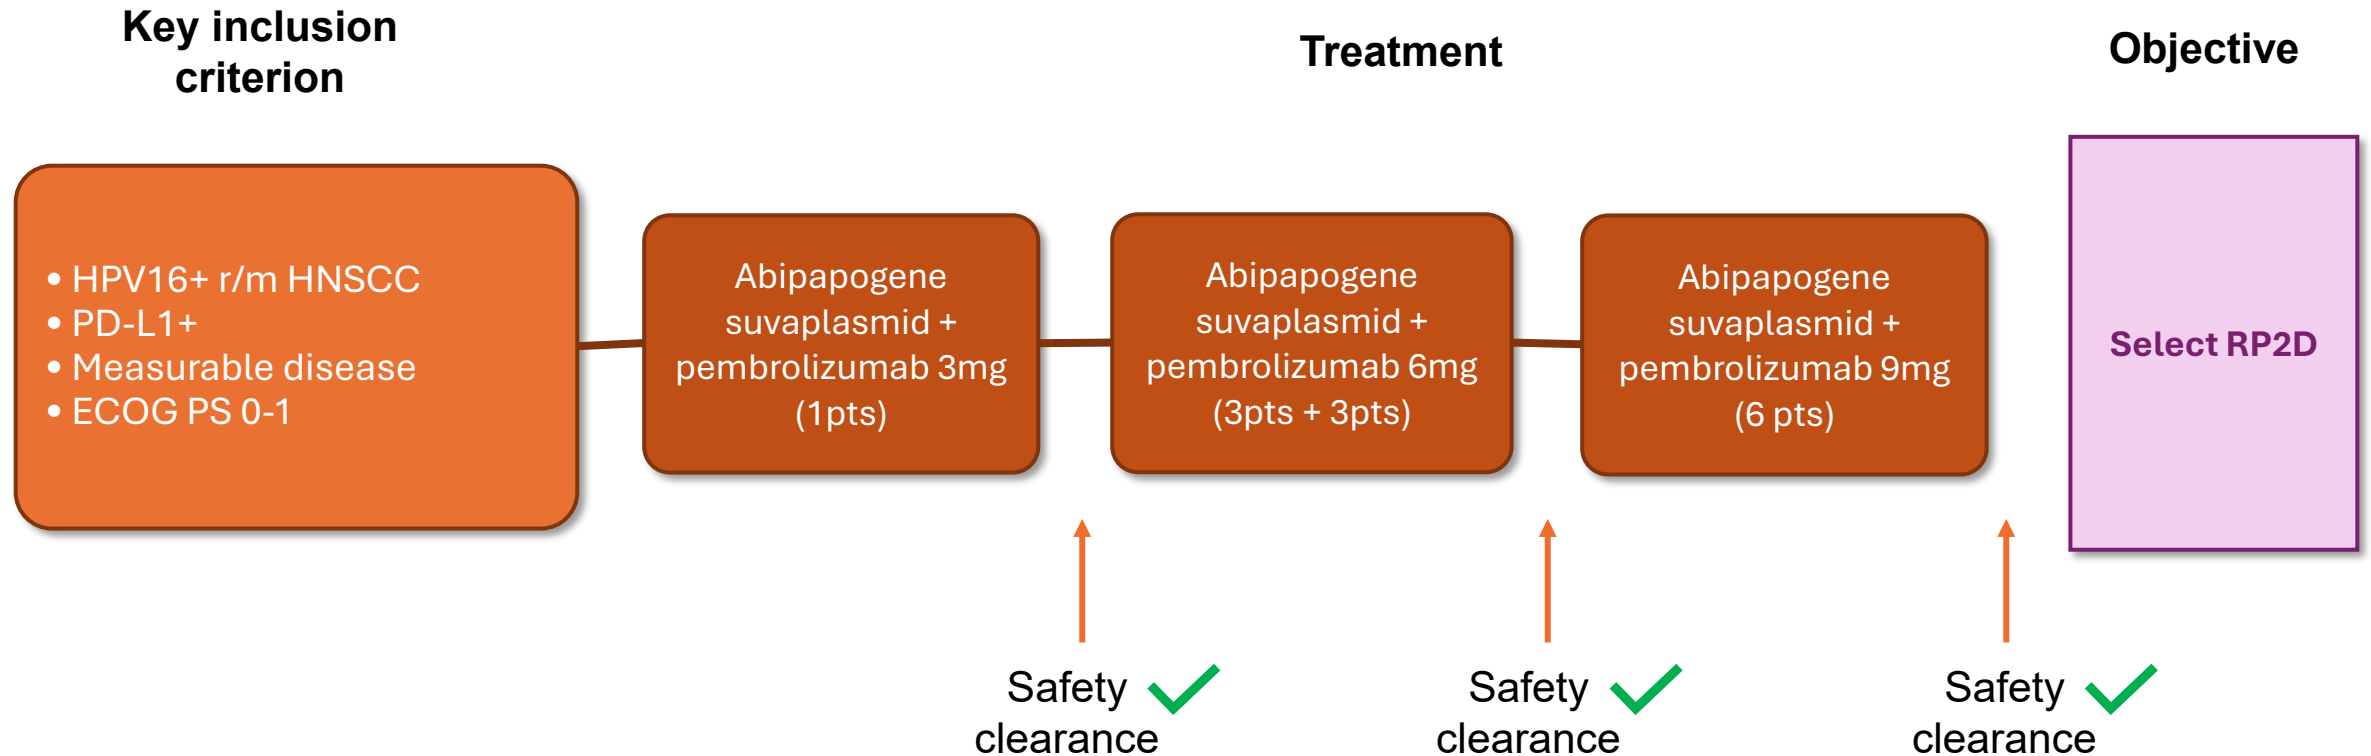 Key inclusion
criterion
Treatment
Objective
• HPV16+ r/m HNSCC
• PD-L1+
• Measurable disease
• ECOG PS 0-1
Abipapogene
suvaplasmid +
pembrolizumab 3mg
(1pts)
Abipapogene
suvaplasmid +
pembrolizumab 6mg
(3pts + 3pts)
Abipapogene
suvaplasmid +
pembrolizumab 9mg
(6 pts)
Select RP2D
Safety
clearance
Safety
clearance
Safety
clearance